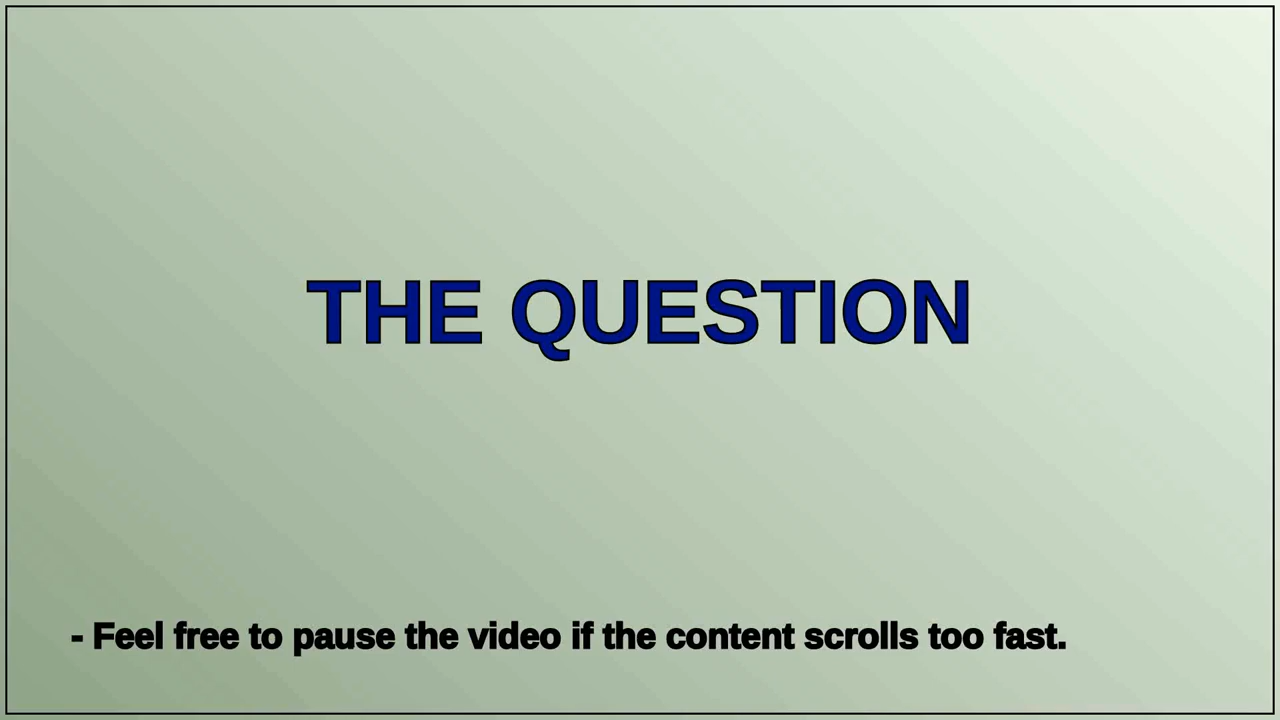 THE QUESTION
- Feel free to pause the video if the content scrolls too fast.